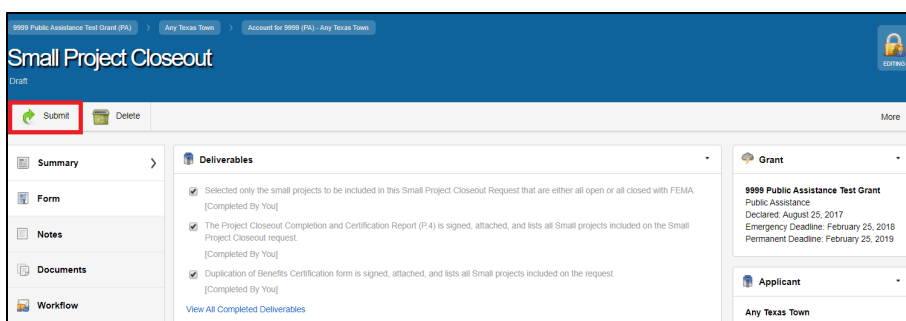 9999 Public Assistance Test Grant (PA) > Any Texas Town > Account for 9999 (PA) - Any Texas Town
Small Project Closeout
Draft
EDITING
Submit Delete More
Summary
Form
Notes
Documents
Workflow
Deliverables
Selected only the small projects to be included in this Small Project Closeout Request that are either all open or all closed with FEMA.
[Completed By You]
The Project Closeout Completion and Certification Report (P.4) is signed, attached, and lists all Small projects included on the Small
Project Closeout request.
[Completed By You]
Duplication of Benefits Certification form is signed, attached, and lists all Small projects included on the request.
[Completed By You]
View All Completed Deliverables
Grant
9999 Public Assistance Test Grant
Public Assistance
Declared: August 25, 2017
Emergency Deadline: February 25, 2018
Permanent Deadline: February 25, 2019
Applicant
Any Texas Town